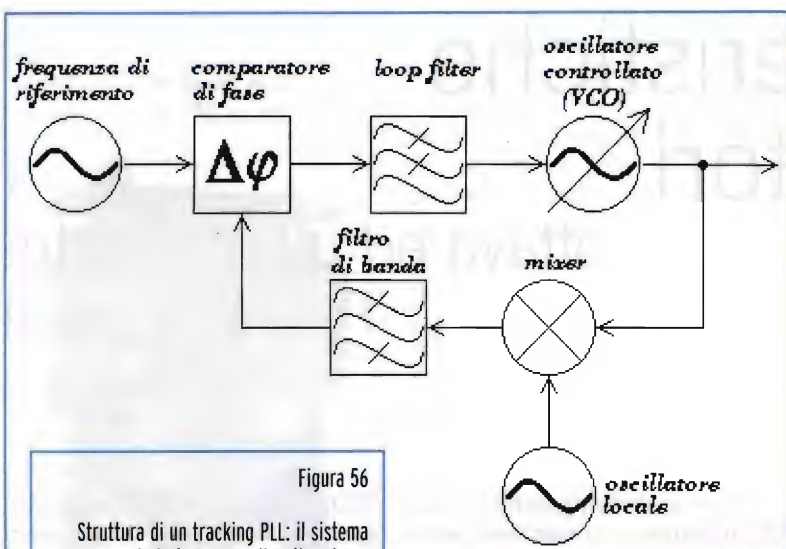 frequenza di
riferimento
comparatore
di fase
loop filter
oscillatore
controllato
(VCO)
Δφ
filtro
di banda
mixer
oscillatore
locale
Figura 56
Struttura di un tracking PLL: il sistema